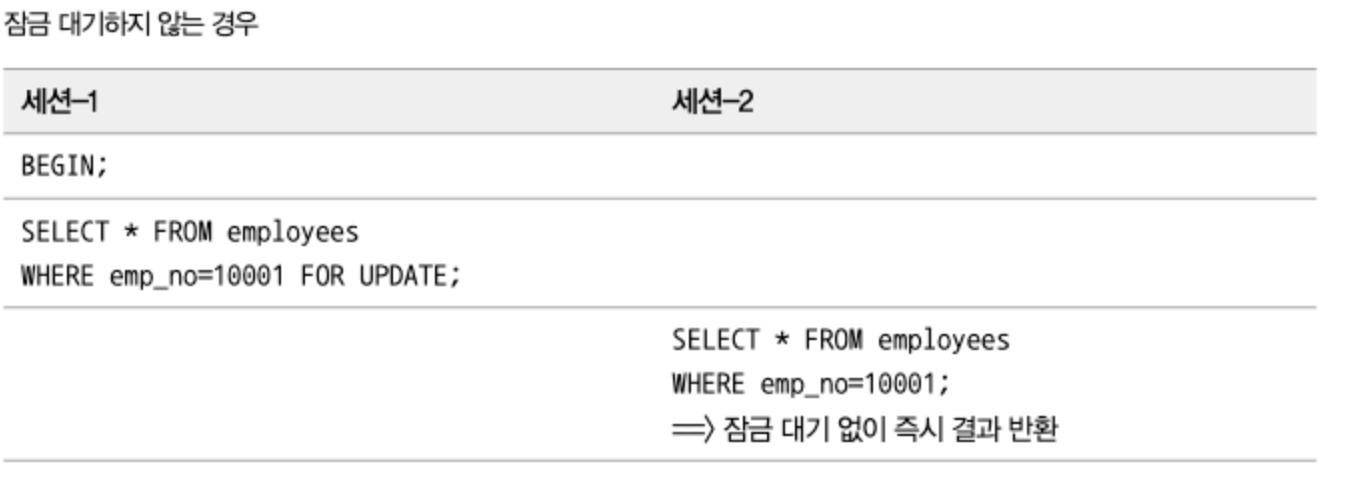 잠금 대기하지 않는 경우
세션-1 세션-2
BEGIN;
SELECT * FROM employees
WHERE emp_no=10001 FOR UPDATE;
SELECT * FROM employees
WHERE emp_no=10001;
=> 잠금 대기 없이 즉시 결과 반환